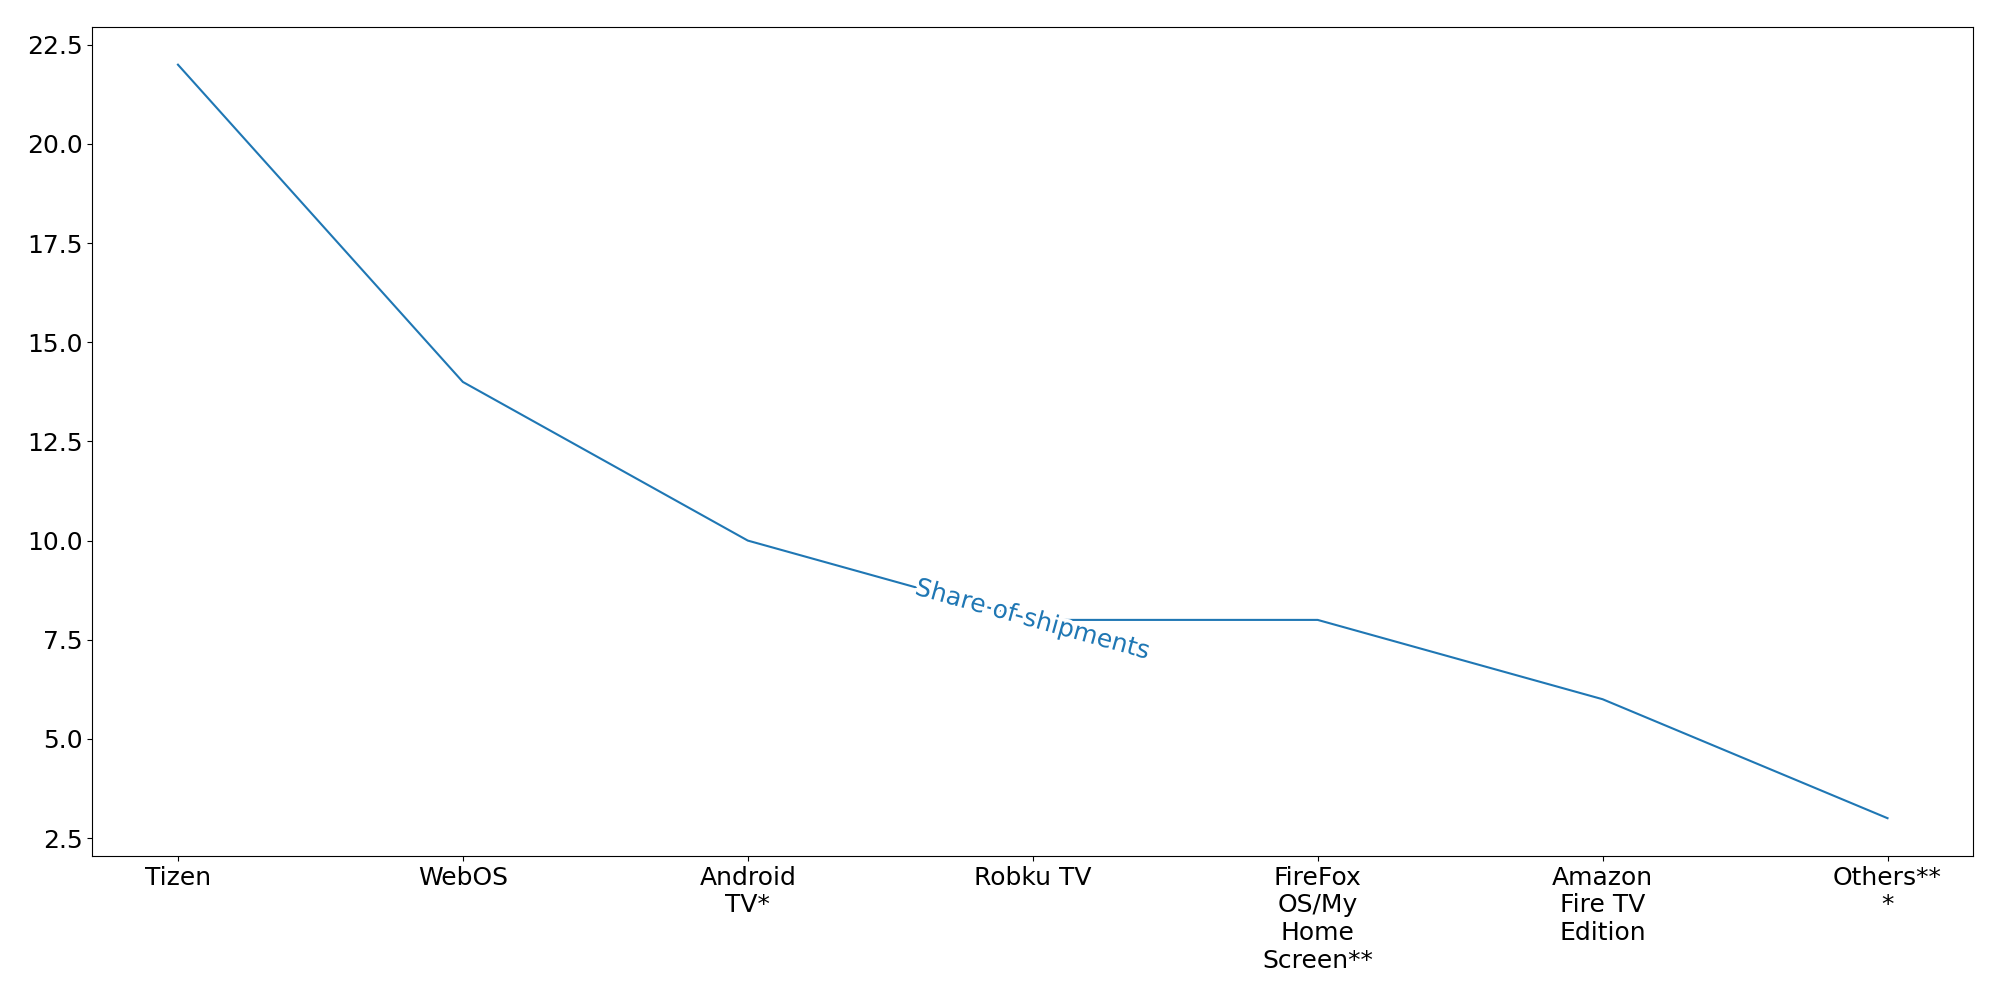 22.5
20.0
17.5
15.0
12.5
10.0
7.5
5.0
2.5
Share-of-shipments
Tizen
WebOS
Android
TV*
Robku TV
FireFox
OS/My
Home
Screen**
Amazon
Fire TV
Edition
Others**
*